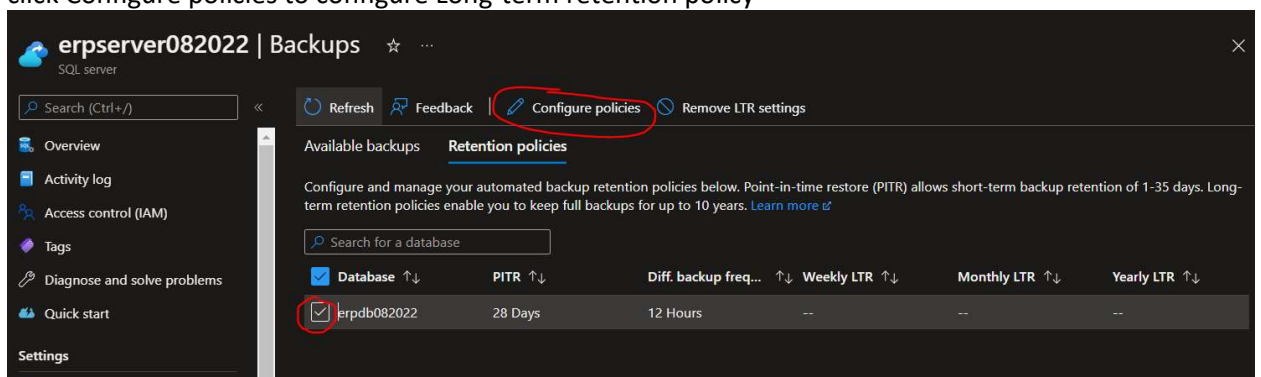 click Configure policies to configure Long-term retention policy
erpserver082022 | Backups ☆ ...
SQL server
Search (Ctrl+/) «
Refresh Feedback | Configure policies Remove LTR settings
Overview
Available backups Retention policies
Activity log
Configure and manage your automated backup retention policies below. Point-in-time restore (PITR) allows short-term backup retention of 1-35 days. Long-
term retention policies enable you to keep full backups for up to 10 years. Learn more
Access control (IAM)
Tags
Search for a database
Diagnose and solve problems
Database ↑↓ PITR ↑↓ Diff. backup freq... ↑↓ Weekly LTR ↑↓ Monthly LTR ↑↓ Yearly LTR ↑↓
Quick start
erpdb082022 28 Days 12 Hours -- -- --
Settings